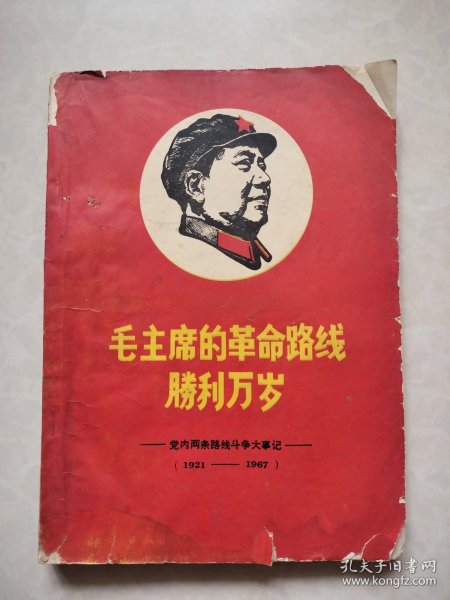 毛主席的革命路线
勝利万岁
—— 党内两条路线斗争大事记 ——
（1921 —— 1967）
孔夫子旧书网
www.kongfz.com